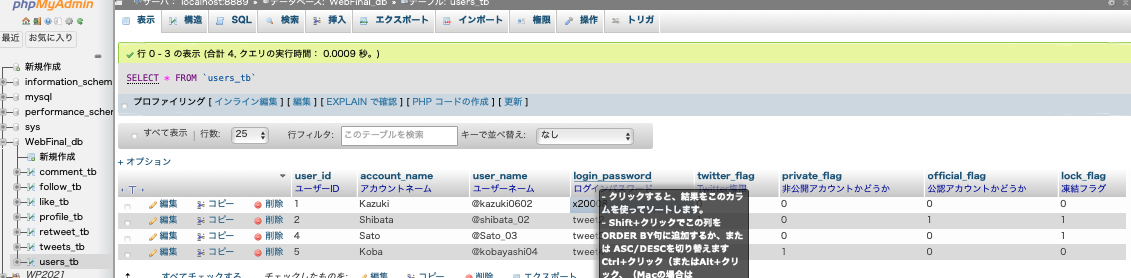 phpMyAdmin
サーバ: localhost:8889 » データベース: WebFinal_db » テーブル: users_tb
表示 構造 SQL 検索 挿入 エクスポート インポート 権限 操作 トリガ
最近 お気に入り
新規作成
information_schem
mysql
performance_schem
sys
WebFinal_db
新規作成
comment_tb
follow_tb
like_tb
profile_tb
retweet_tb
tweets_tb
users_tb
WP2021
行 0 - 3 の表示 (合計 4, クエリの実行時間： 0.0009 秒。)
SELECT * FROM `users_tb`
プロファイリング [ インライン編集 ] [ 編集 ] [ EXPLAIN で確認 ] [ PHP コードの作成 ] [ 更新 ]
すべて表示 | 行数: 25 行フィルタ: このテーブルを検索 キーで並べ替え: なし
+ オプション
user_id account_name user_name login_password twitter_flag private_flag official_flag lock_flag
ユーザーID アカウントネーム ユーザーネーム ログインパスワード 非公開アカウントかどうか 公認アカウントかどうか 凍結フラグ
編集 コピー 削除 1 Kazuki @kazuki0602 x2000 0 0 0
編集 コピー 削除 2 Shibata @shibata_02 tweet 0 1 1
編集 コピー 削除 4 Sato @Sato_03 tweet 0 0 0
編集 コピー 削除 5 Koba @kobayashi04 tweet 1 0 0
- クリックすると、結果をこのカラ
ムを使ってソートします。
- Shift+クリックでこの列を
ORDER BY句に追加するか、また
は ASC/DESCを切り替えます
Ctrl+クリック（またはAlt+クリ
ック、（Macの場合は
すべてチェックする チェックしたものを: 編集 コピー 削除 エクスポート